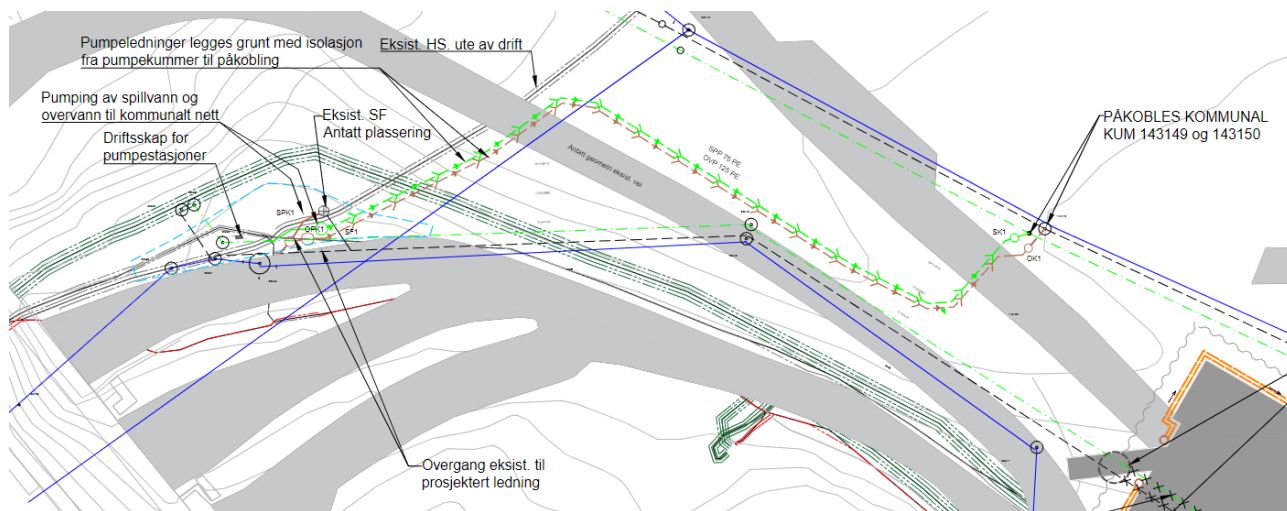 Pumpeledninger legges grunt med isolasjon
fra pumpekummer til påkobling
Eksist. HS. ute av drift
Pumping av spillvann og
overvann til kommunalt nett
Eksist. SF
Antatt plassering
Driftsskap for
pumpestasjoner
PÅKOBLES KOMMUNAL
KUM 143149 og 143150
Antatt geometri eksist. vei
SPP 75 PE
OVP 125 PE
SPK1
OPK1
SF1
SK1
OK1
Overgang eksist. til
prosjektert ledning